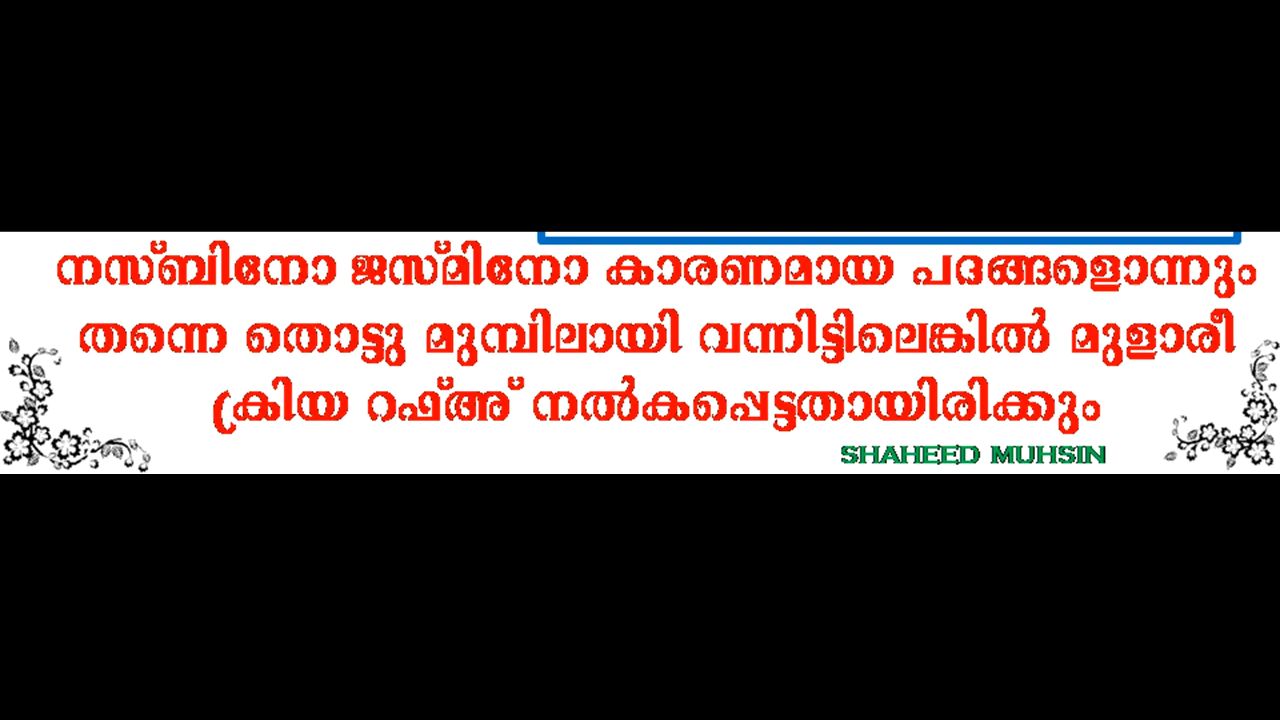 നസ്ബിനോ ജസ്മിനോ കാരണമായ പദങ്ങളൊന്നും
തന്നെ തൊട്ടു മുമ്പിലായി വന്നിട്ടിലെങ്കിൽ മുളാരീ
ക്രിയ റഫ്അ് നൽകപ്പെട്ടതായിരിക്കും
SHAHEED MUHSIN